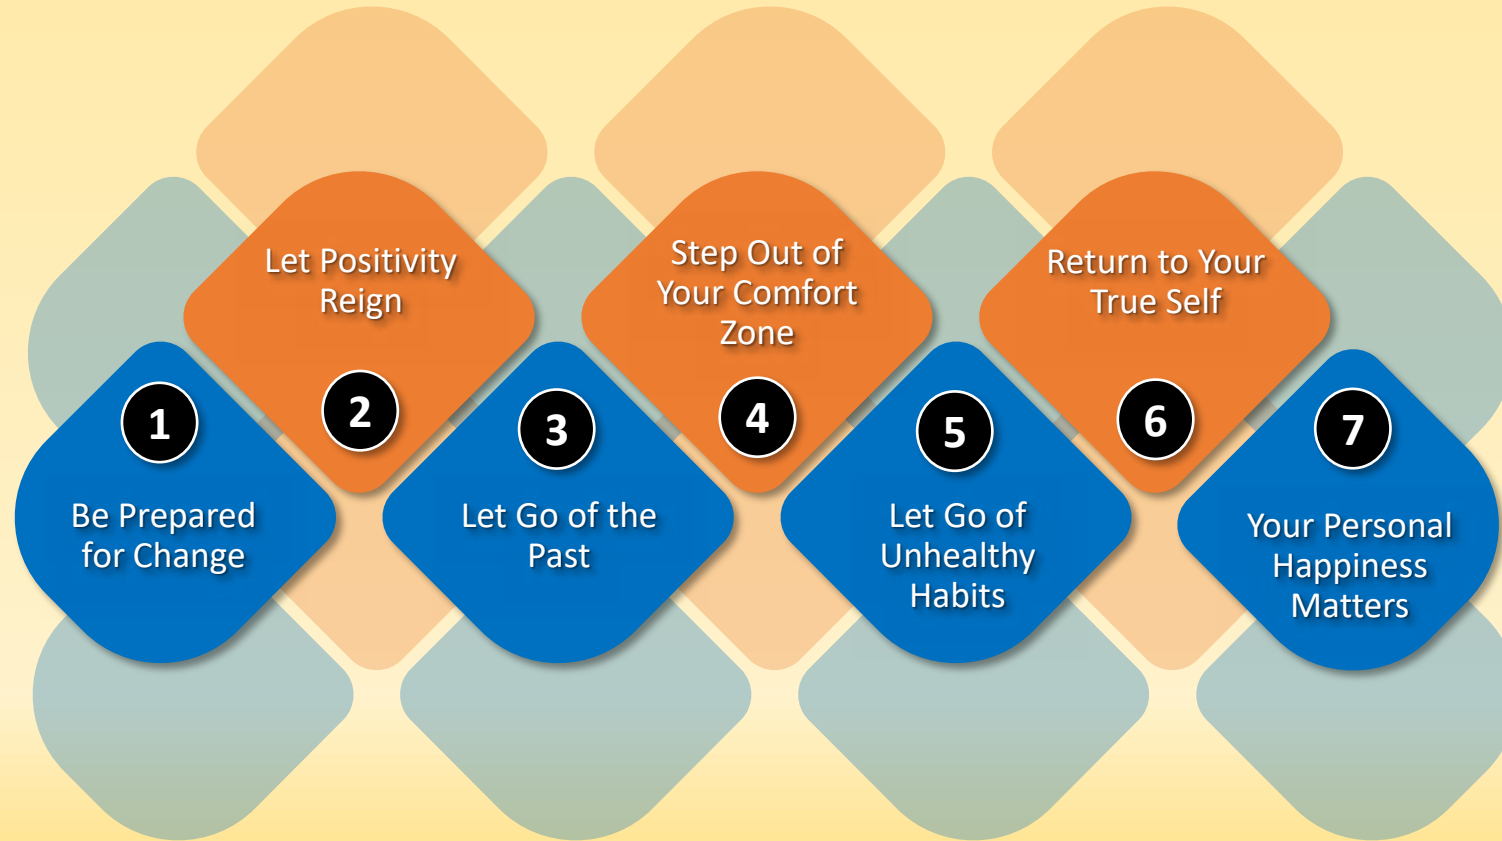 1
Be Prepared
for Change
Let Positivity
Reign
2
3
Let Go of the
Past
Step Out of
Your Comfort
Zone
4
5
Let Go of
Unhealthy
Habits
Return to Your
True Self
6
7
Your Personal
Happiness
Matters